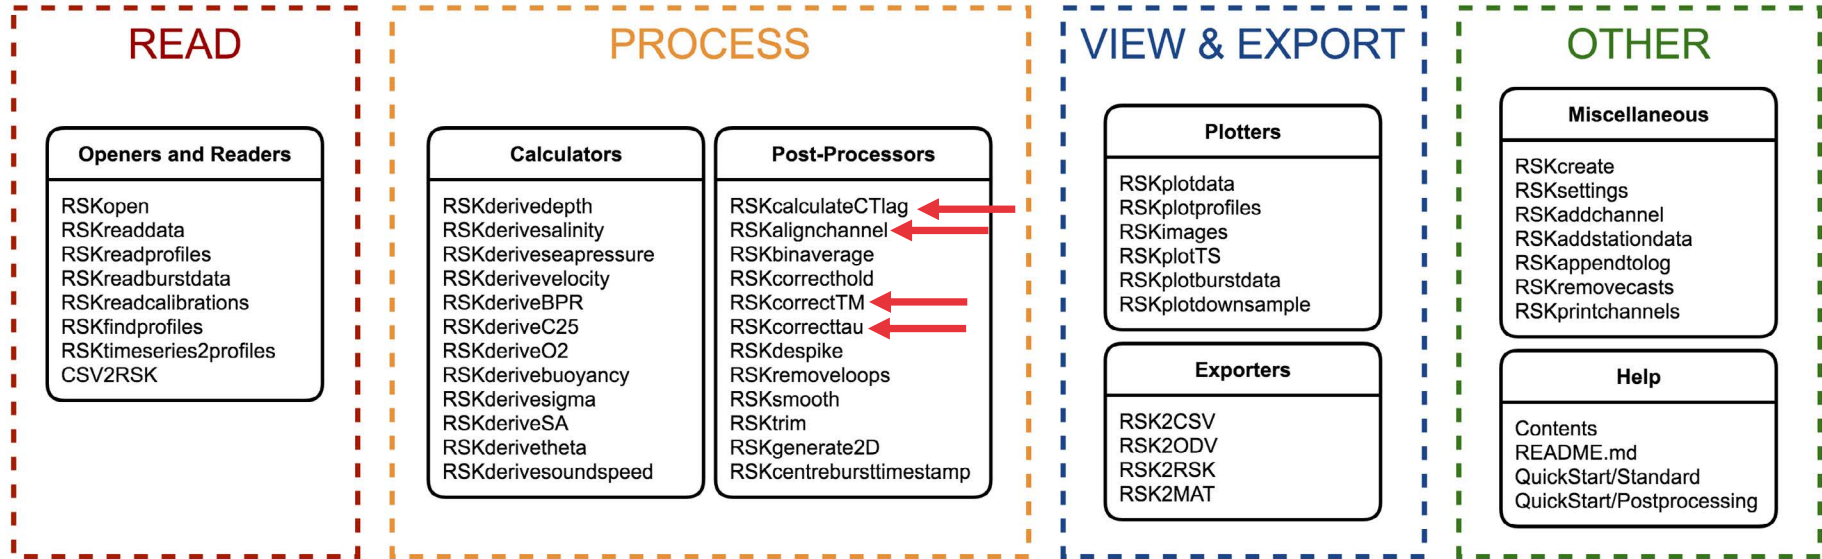 READ
Openers and Readers
RSKopen
RSKreaddata
RSKreadprofiles
RSKreadburstdata
RSKreadcalibrations
RSKfindprofiles
RSKtimeseries2profiles
CSV2RSK
PROCESS
Calculators
RSKderivedepth
RSKderivesalinity
RSKderiveseapressure
RSKderivevelocity
RSKderiveBPR
RSKderiveC25
RSKderiveO2
RSKderivebuoyancy
RSKderivesigma
RSKderiveSA
RSKderivetheta
RSKderivesoundspeed
Post-Processors
RSKcalculateCTlag
RSKalignchannel
RSKbinaverage
RSKcorrecthold
RSKcorrectTM
RSKcorrecttau
RSKdespike
RSKremoveloops
RSKsmooth
RSKtrim
RSKgenerate2D
RSKcentrebursttimestamp
VIEW & EXPORT
Plotters
RSKplotdata
RSKplotprofiles
RSKimages
RSKplotTS
RSKplotburstdata
RSKplotdownsample
Exporters
RSK2CSV
RSK2ODV
RSK2RSK
RSK2MAT
OTHER
Miscellaneous
RSKcreate
RSKsettings
RSKaddchannel
RSKaddstationdata
RSKappendtolog
RSKremovecasts
RSKprintchannels
Help
Contents
README.md
QuickStart/Standard
QuickStart/Postprocessing